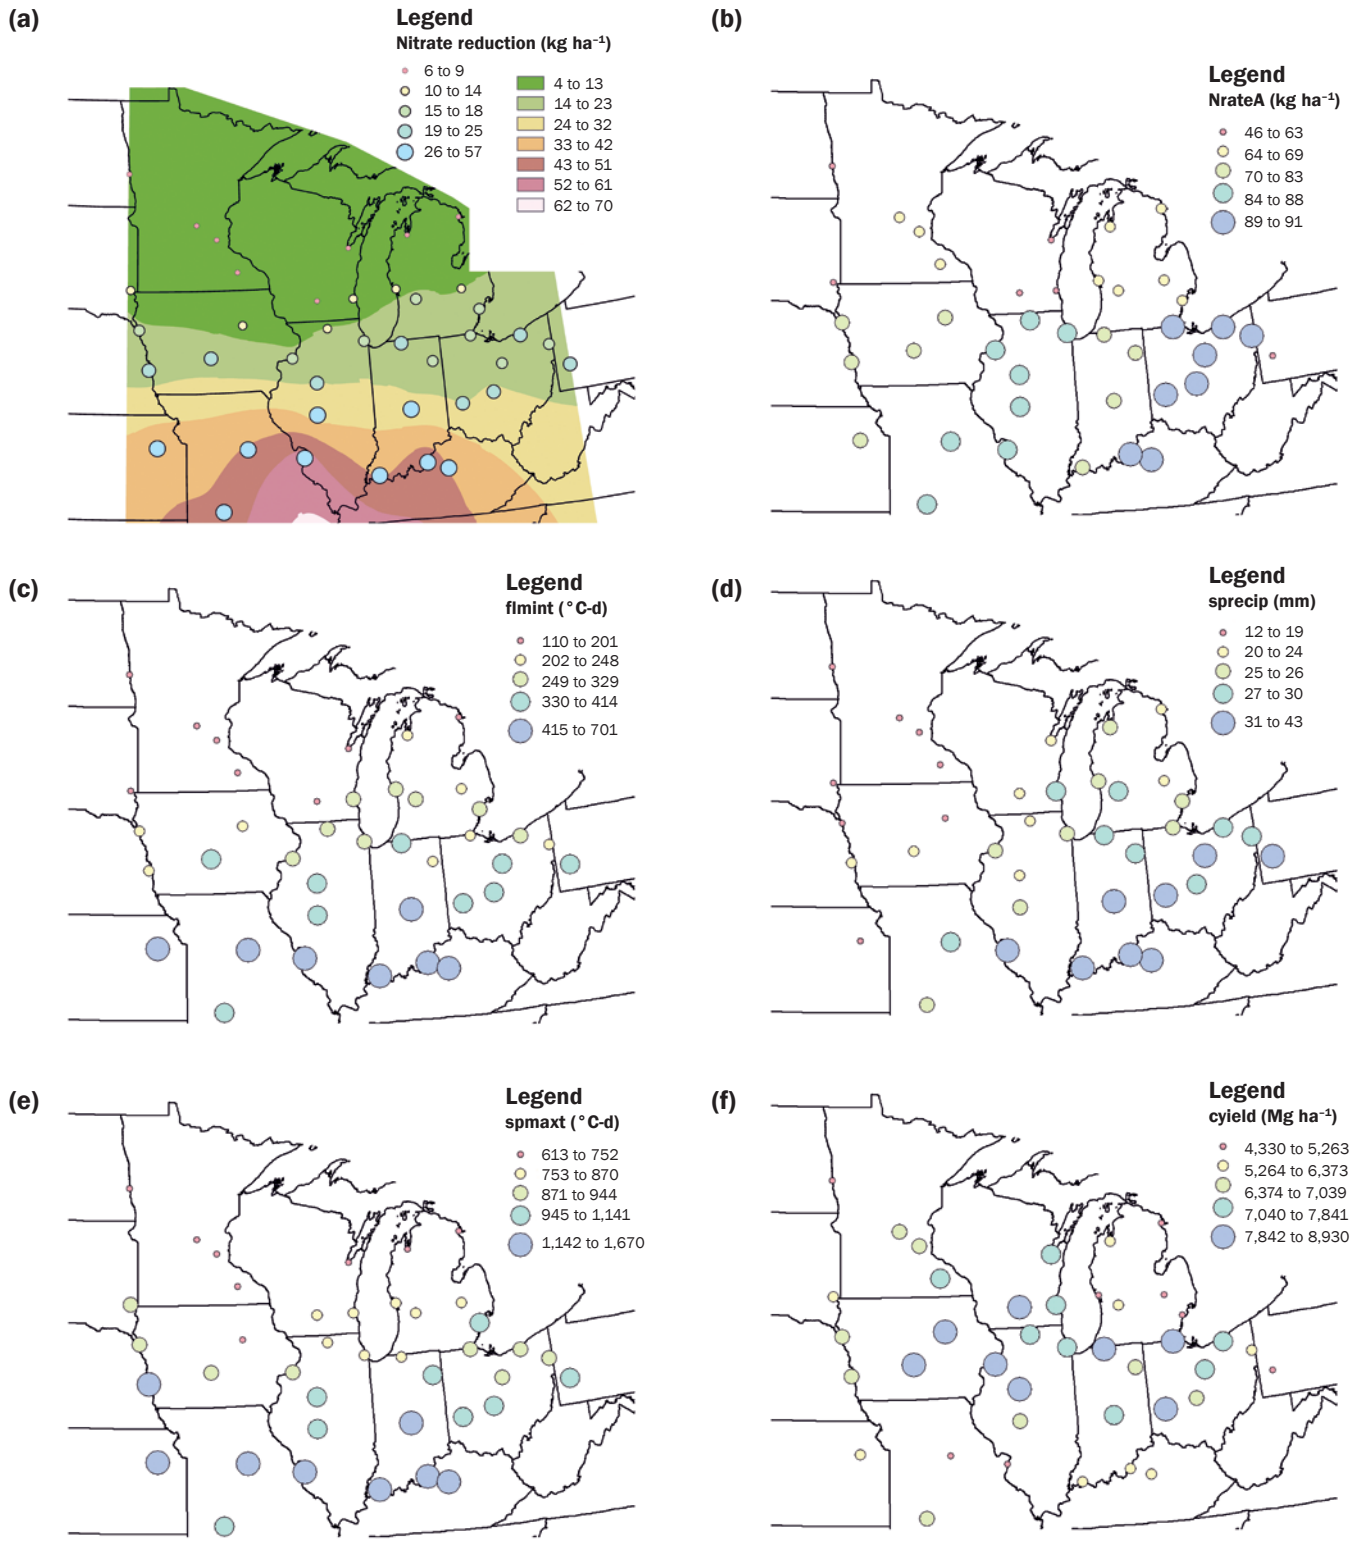 (a)
Legend
Nitrate reduction (kg ha⁻¹)
6 to 9
10 to 14
15 to 18
19 to 25
26 to 57
4 to 13
14 to 23
24 to 32
33 to 42
43 to 51
52 to 61
62 to 70
(b)
Legend
NrateA (kg ha⁻¹)
46 to 63
64 to 69
70 to 83
84 to 88
89 to 91
(c)
Legend
flmint (°C-d)
110 to 201
202 to 248
249 to 329
330 to 414
415 to 701
(d)
Legend
sprecip (mm)
12 to 19
20 to 24
25 to 26
27 to 30
31 to 43
(e)
Legend
spmaxt (°C-d)
613 to 752
753 to 870
871 to 944
945 to 1,141
1,142 to 1,670
(f)
Legend
cyield (Mg ha⁻¹)
4,330 to 5,263
5,264 to 6,373
6,374 to 7,039
7,040 to 7,841
7,842 to 8,930